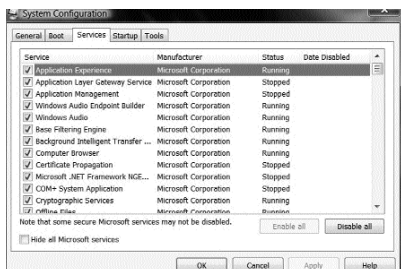 System Configuration
General Boot Services Startup Tools
Service Manufacturer Status Date Disabled
Application Experience Microsoft Corporation Running
Application Layer Gateway Service Microsoft Corporation Stopped
Application Management Microsoft Corporation Stopped
Windows Audio Endpoint Builder Microsoft Corporation Running
Windows Audio Microsoft Corporation Running
Base Filtering Engine Microsoft Corporation Running
Background Intelligent Transfer ... Microsoft Corporation Running
Computer Browser Microsoft Corporation Running
Certificate Propagation Microsoft Corporation Stopped
Microsoft .NET Framework NGE... Microsoft Corporation Stopped
COM+ System Application Microsoft Corporation Stopped
Cryptographic Services Microsoft Corporation Running
Offline Files Microsoft Corporation Running
Note that some secure Microsoft services may not be disabled.
Enable all Disable all
Hide all Microsoft services
OK Cancel Apply Help